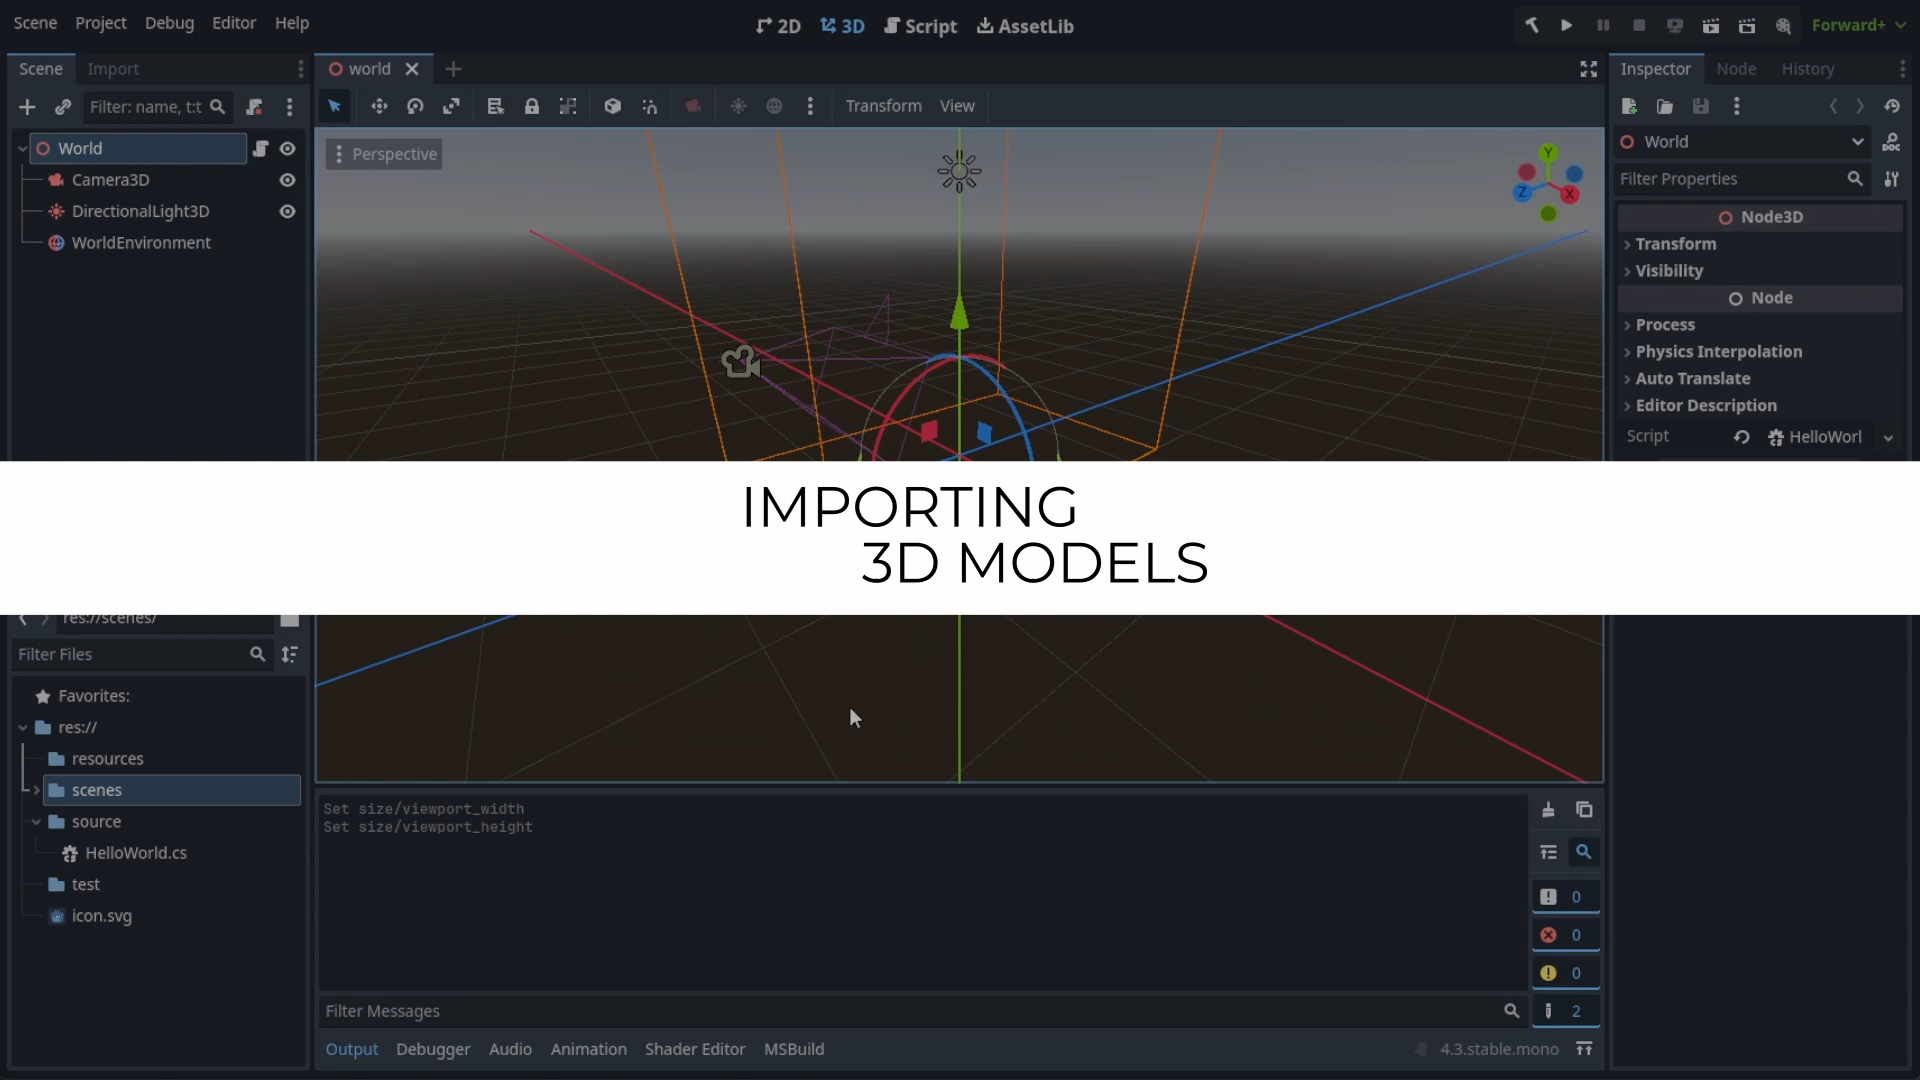 Scene Project Debug Editor Help
2D 3D Script AssetLib
Forward+
Scene Import
Filter: name, t:t
World
Camera3D
DirectionalLight3D
WorldEnvironment
world
Transform View
Perspective
Y
Z X
Inspector Node History
World
DOC
Filter Properties
Node3D
Transform
Visibility
Node
Process
Physics Interpolation
Auto Translate
Editor Description
Script HelloWorl
IMPORTING
3D MODELS
res://scenes/
Filter Files
Favorites:
res://
resources
scenes
source
HelloWorld.cs
test
icon.svg
Set size/viewport_width
Set size/viewport_height
0
0
0
2
Filter Messages
Output Debugger Audio Animation Shader Editor MSBuild
4.3.stable.mono